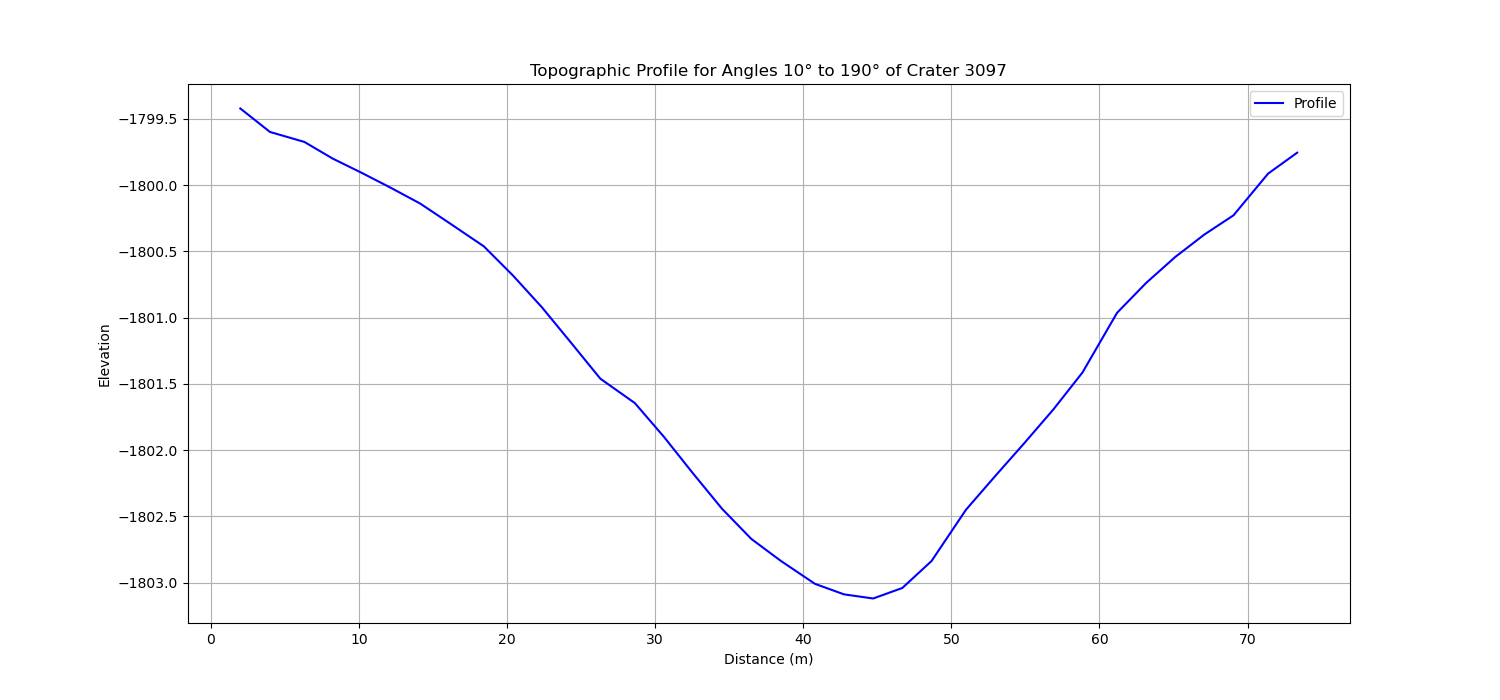 Topographic Profile for Angles 10° to 190° of Crater 3097
Profile
−1799.5
−1800.0
−1800.5
−1801.0
−1801.5
−1802.0
−1802.5
−1803.0
Elevation
0 10 20 30 40 50 60 70
Distance (m)